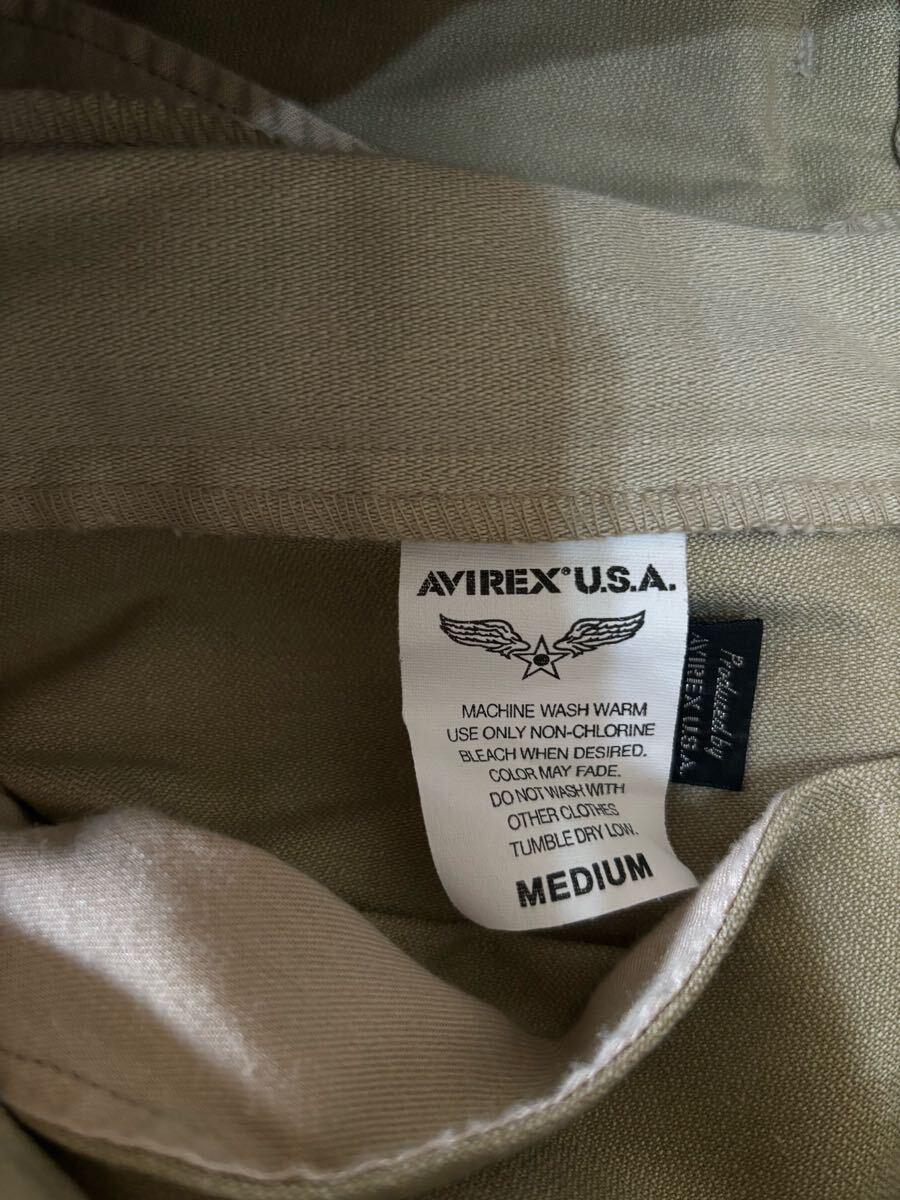 AVIREX® U.S.A.
MACHINE WASH WARM
USE ONLY NON-CHLORINE
BLEACH WHEN DESIRED.
COLOR MAY FADE.
DO NOT WASH WITH
OTHER CLOTHES
TUMBLE DRY LOW.
MEDIUM
Produced by
AVIREX U.S.A.